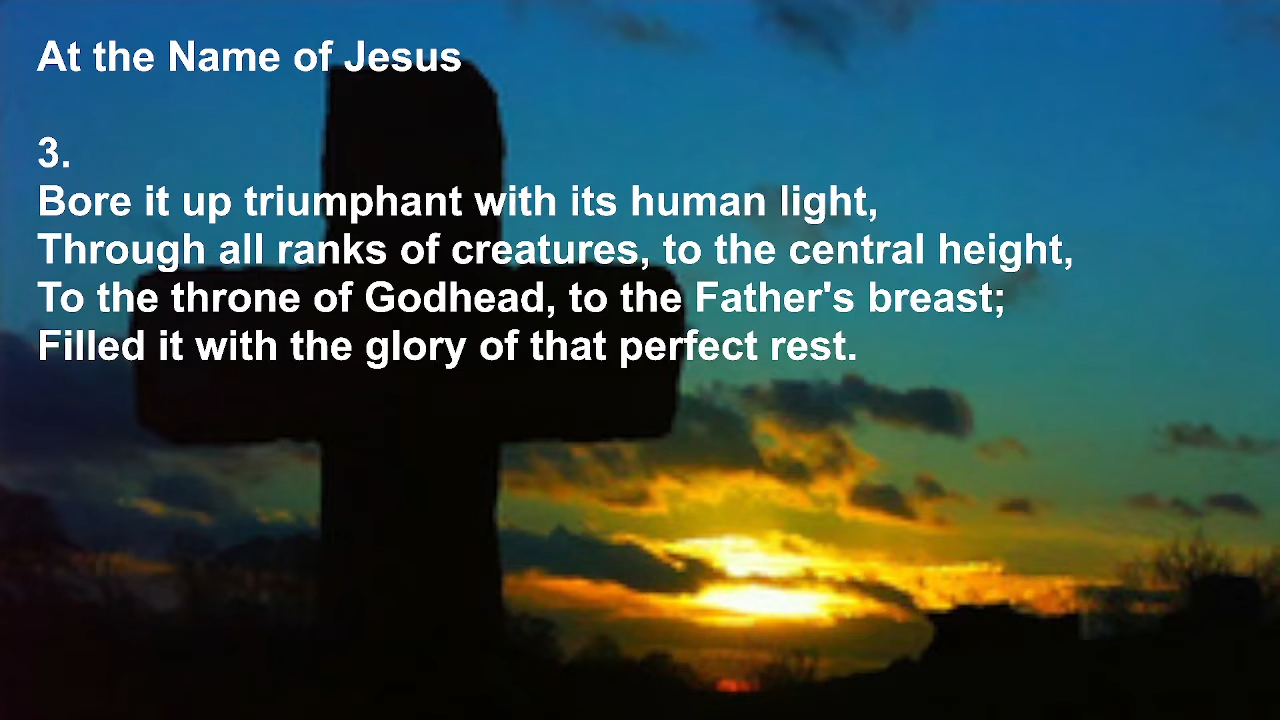 At the Name of Jesus
3.
Bore it up triumphant with its human light,
Through all ranks of creatures, to the central height,
To the throne of Godhead, to the Father's breast;
Filled it with the glory of that perfect rest.